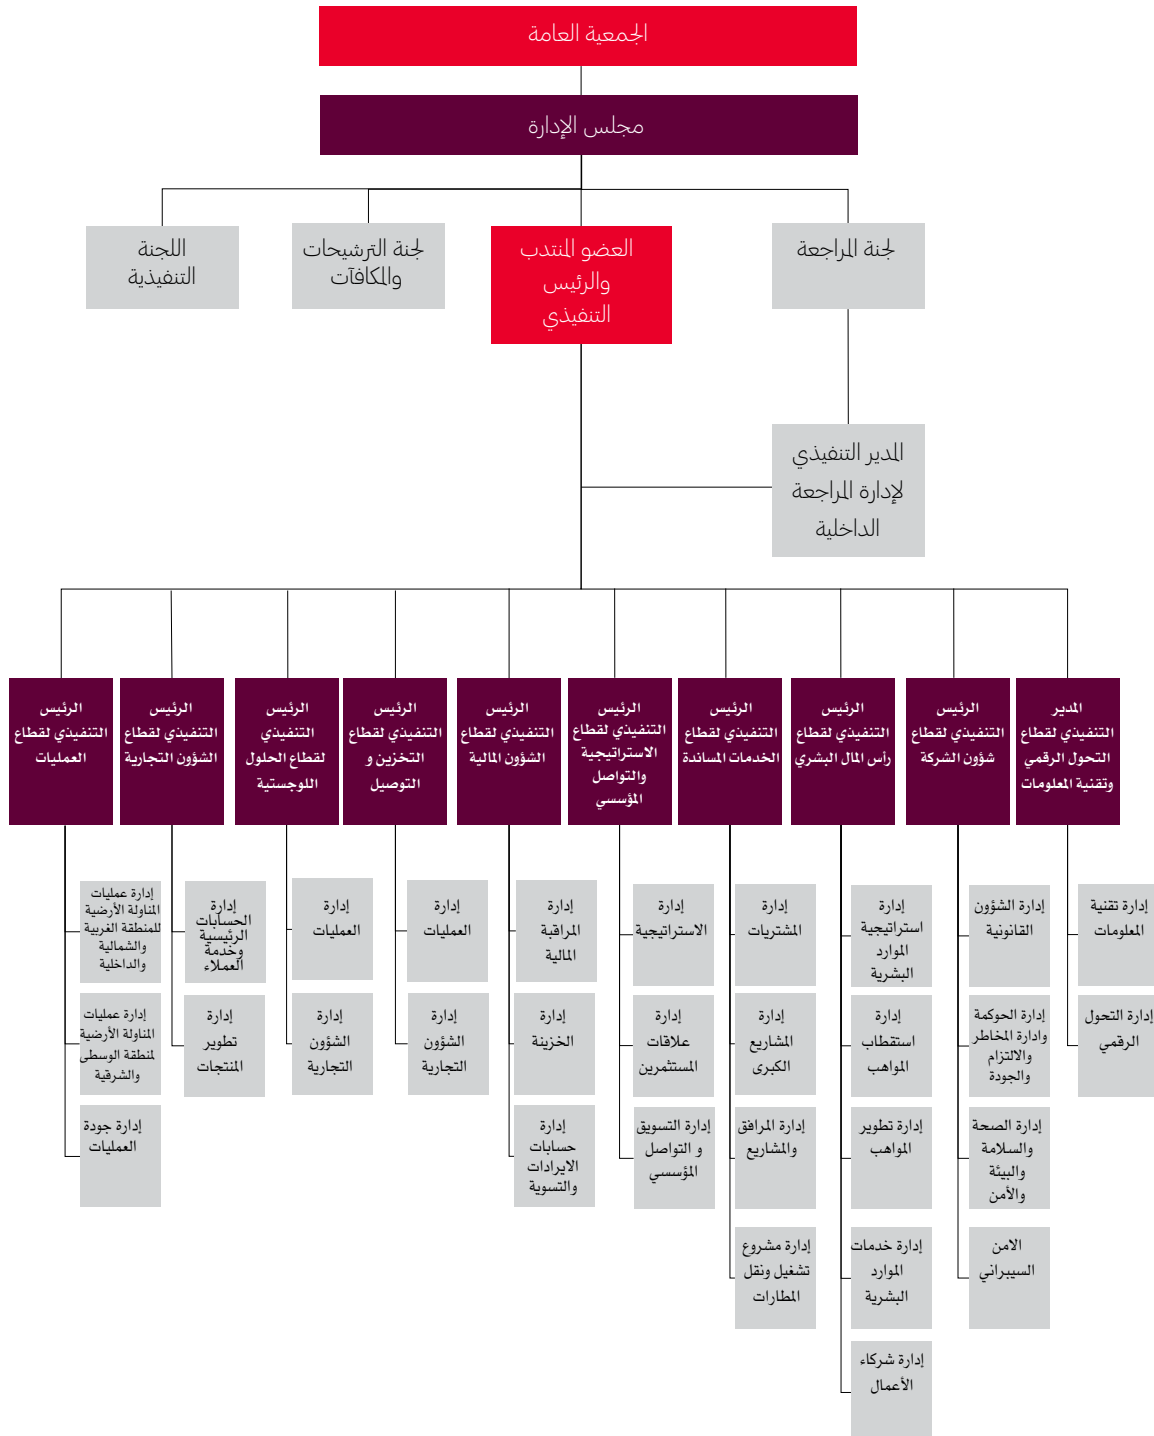 الجمعية العامة
مجلس الإدارة
لجنة المراجعة
العضو المنتدب
والرئيس
التنفيذي
لجنة الترشيحات
والمكافآت
اللجنة
التنفيذية
المدير التنفيذي
لإدارة المراجعة
الداخلية
المدير
التنفيذي لقطاع
التحول الرقمي
وتقنية المعلومات
الرئيس
التنفيذي لقطاع
شؤون الشركة
الرئيس
التنفيذي لقطاع
رأس المال البشري
الرئيس
التنفيذي لقطاع
الخدمات المساندة
الرئيس
التنفيذي لقطاع
الاستراتيجية
والتواصل
المؤسسي
الرئيس
التنفيذي لقطاع
الشؤون المالية
الرئيس
التنفيذي لقطاع
التخزين و
التوصيل
الرئيس
التنفيذي
لقطاع الحلول
اللوجستية
الرئيس
التنفيذي لقطاع
الشؤون التجارية
الرئيس
التنفيذي لقطاع
العمليات
إدارة تقنية
المعلومات
إدارة التحول
الرقمي
إدارة الشؤون
القانونية
إدارة الحوكمة
وادارة المخاطر
والالتزام
والجودة
إدارة الصحة
والسلامة
والبيئة
والأمن
الامن
السيبراني
إدارة
استراتيجية
الموارد
البشرية
إدارة
استقطاب
المواهب
إدارة تطوير
المواهب
إدارة خدمات
الموارد
البشرية
إدارة شركاء
الأعمال
إدارة
المشتريات
إدارة
المشاريع
الكبرى
إدارة المرافق
والمشاريع
إدارة مشروع
تشغيل ونقل
المطارات
إدارة
الاستراتيجية
إدارة
علاقات
المستثمرين
إدارة التسويق
و التواصل
المؤسسي
إدارة
المراقبة
المالية
إدارة
الخزينة
إدارة
حسابات
الايرادات
والتسوية
إدارة
العمليات
إدارة
الشؤون
التجارية
إدارة
العمليات
إدارة
الشؤون
التجارية
إدارة
الحسابات
الرئيسية
وخدمة
العملاء
إدارة
تطوير
المنتجات
إدارة عمليات
المناولة الأرضية
للمنطقة الغربية
والشمالية
والداخلية
إدارة عمليات
المناولة الأرضية
لمنطقة الوسطى
والشرقية
إدارة جودة
العمليات